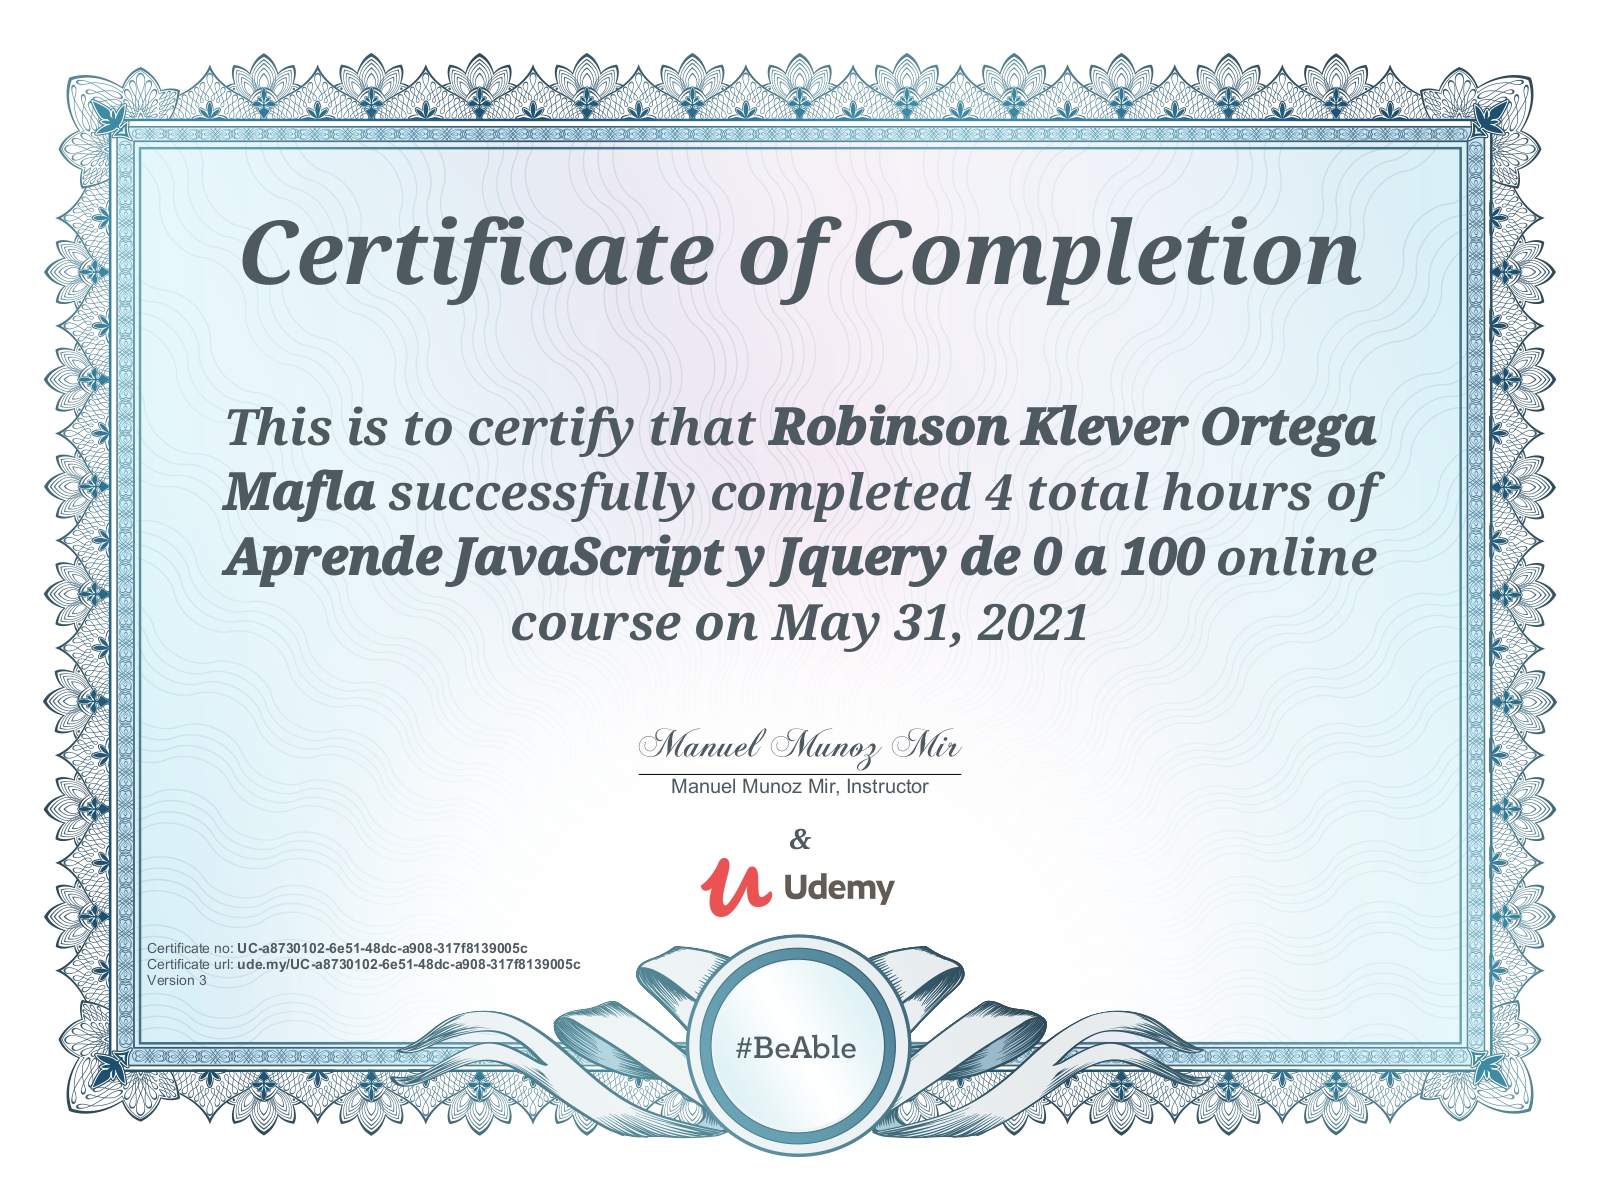 Certificate of Completion
This is to certify that Robinson Klever Ortega
Mafla successfully completed 4 total hours of
Aprende JavaScript y Jquery de 0 a 100 online
course on May 31, 2021
Manuel Munoz Mir
Manuel Munoz Mir, Instructor
&
Udemy
Certificate no: UC-a8730102-6e51-48dc-a908-317f8139005c
Certificate url: ude.my/UC-a8730102-6e51-48dc-a908-317f8139005c
Version 3
#BeAble